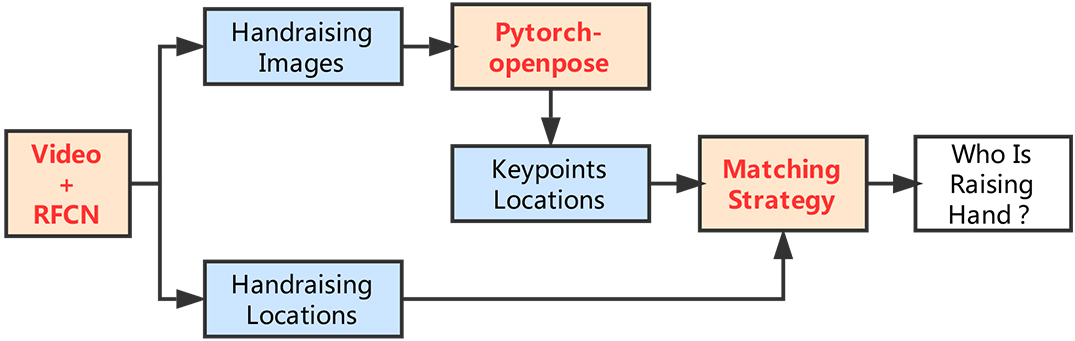 Handraising
Images
Pytorch-
openpose
Video
+
RFCN
Keypoints
Locations
Matching
Strategy
Who Is
Raising
Hand ?
Handraising
Locations